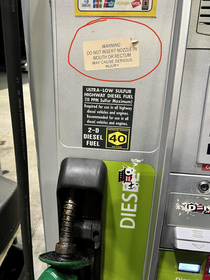 WARNING
DO NOT INSERT NOZZLE IN
MOUTH OR RECTUM
MAY CAUSE SERIOUS
INJURY
ULTRA-LOW SULFUR
HIGHWAY DIESEL FUEL
(15 PPM Sulfur Maximum)
Required for use in all highway
diesel vehicles and engines.
Recommended for use in all
diesel vehicles and engines.
2-D
DIESEL
FUEL
40
DIESEL